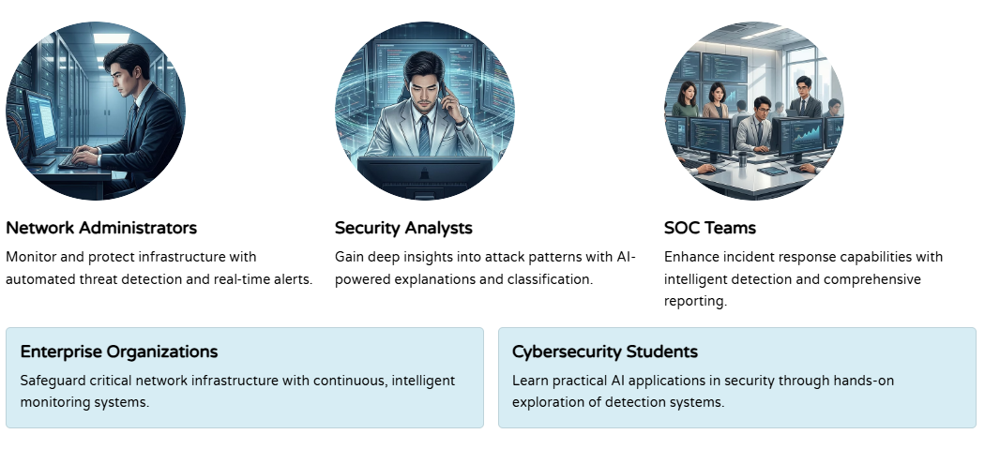 Network Administrators
Monitor and protect infrastructure with
automated threat detection and real-time alerts.
Security Analysts
Gain deep insights into attack patterns with AI-
powered explanations and classification.
SOC Teams
Enhance incident response capabilities with
intelligent detection and comprehensive
reporting.
Enterprise Organizations
Safeguard critical network infrastructure with continuous, intelligent
monitoring systems.
Cybersecurity Students
Learn practical AI applications in security through hands-on
exploration of detection systems.